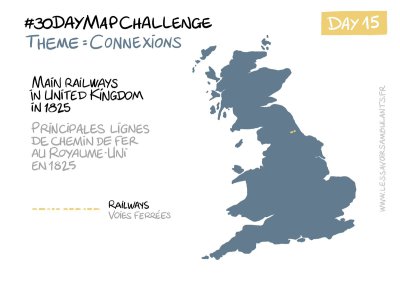 #30DAYMAPCHALLENGE
THEME = CONNEXIONS
DAY 15
MAIN RAILWAYS
IN UNITED KINGDOM
IN 1825
PRINCIPALES LIGNES
DE CHEMIN DE FER
AU ROYAUME-UNI
EN 1825
RAILWAYS
VOIES FERRÉES
WWW.LESSAVOIRSAMBULANTS.FR